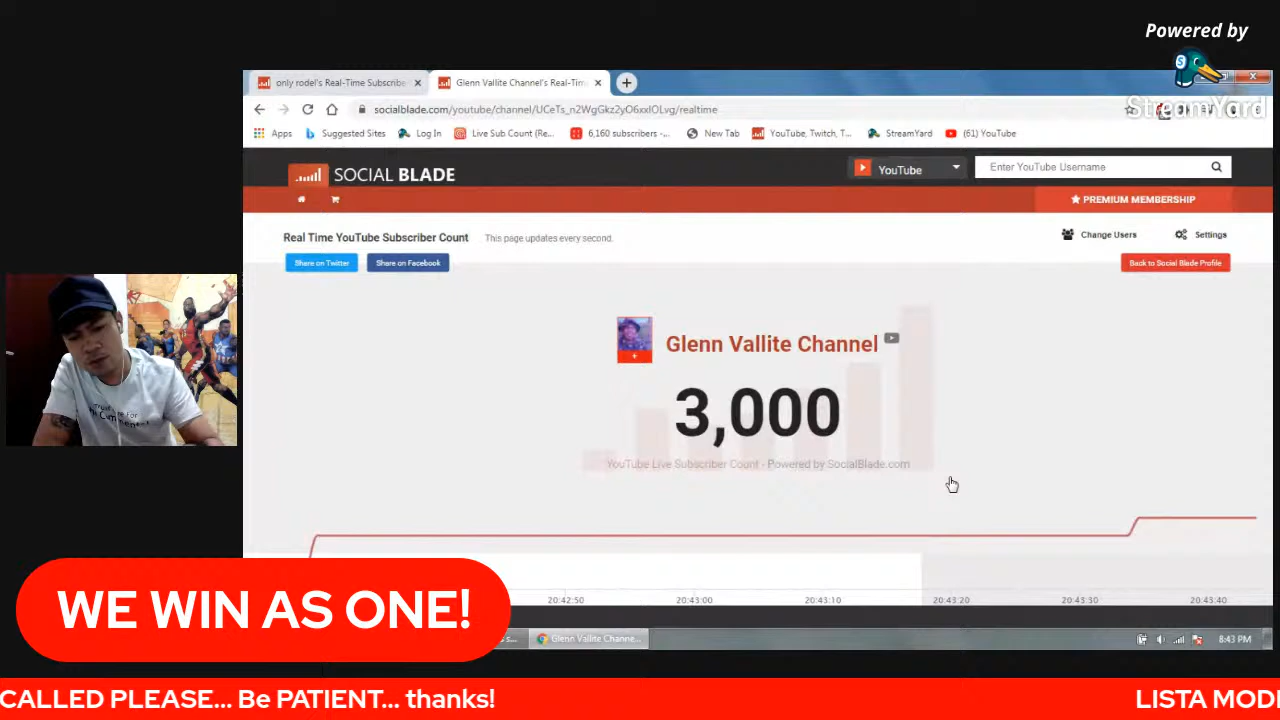 Powered by
StreamYard
only rodel's Real-Time Subscribe
Glenn Vallite Channel's Real-Tim
socialblade.com/youtube/channel/UCeTs_n2WgGkz2yO6xxlOLvg/realtime
Apps
Suggested Sites
Log In
Live Sub Count (Re...
6,160 subscribers -...
New Tab
YouTube, Twitch, T...
StreamYard
(61) YouTube
SOCIAL BLADE
YouTube
Enter YouTube Username
PREMIUM MEMBERSHIP
Real Time YouTube Subscriber Count
This page updates every second.
Change Users
Settings
Share on Twitter
Share on Facebook
Back to Social Blade Profile
Glenn Vallite Channel
3,000
YouTube Live Subscriber Count - Powered by SocialBlade.com
20:42:50
20:43:00
20:43:10
20:43:20
20:43:30
20:43:40
WE WIN AS ONE!
Glenn Vallite Channe...
8:43 PM
CALLED PLEASE... Be PATIENT... thanks!
LISTA MODE